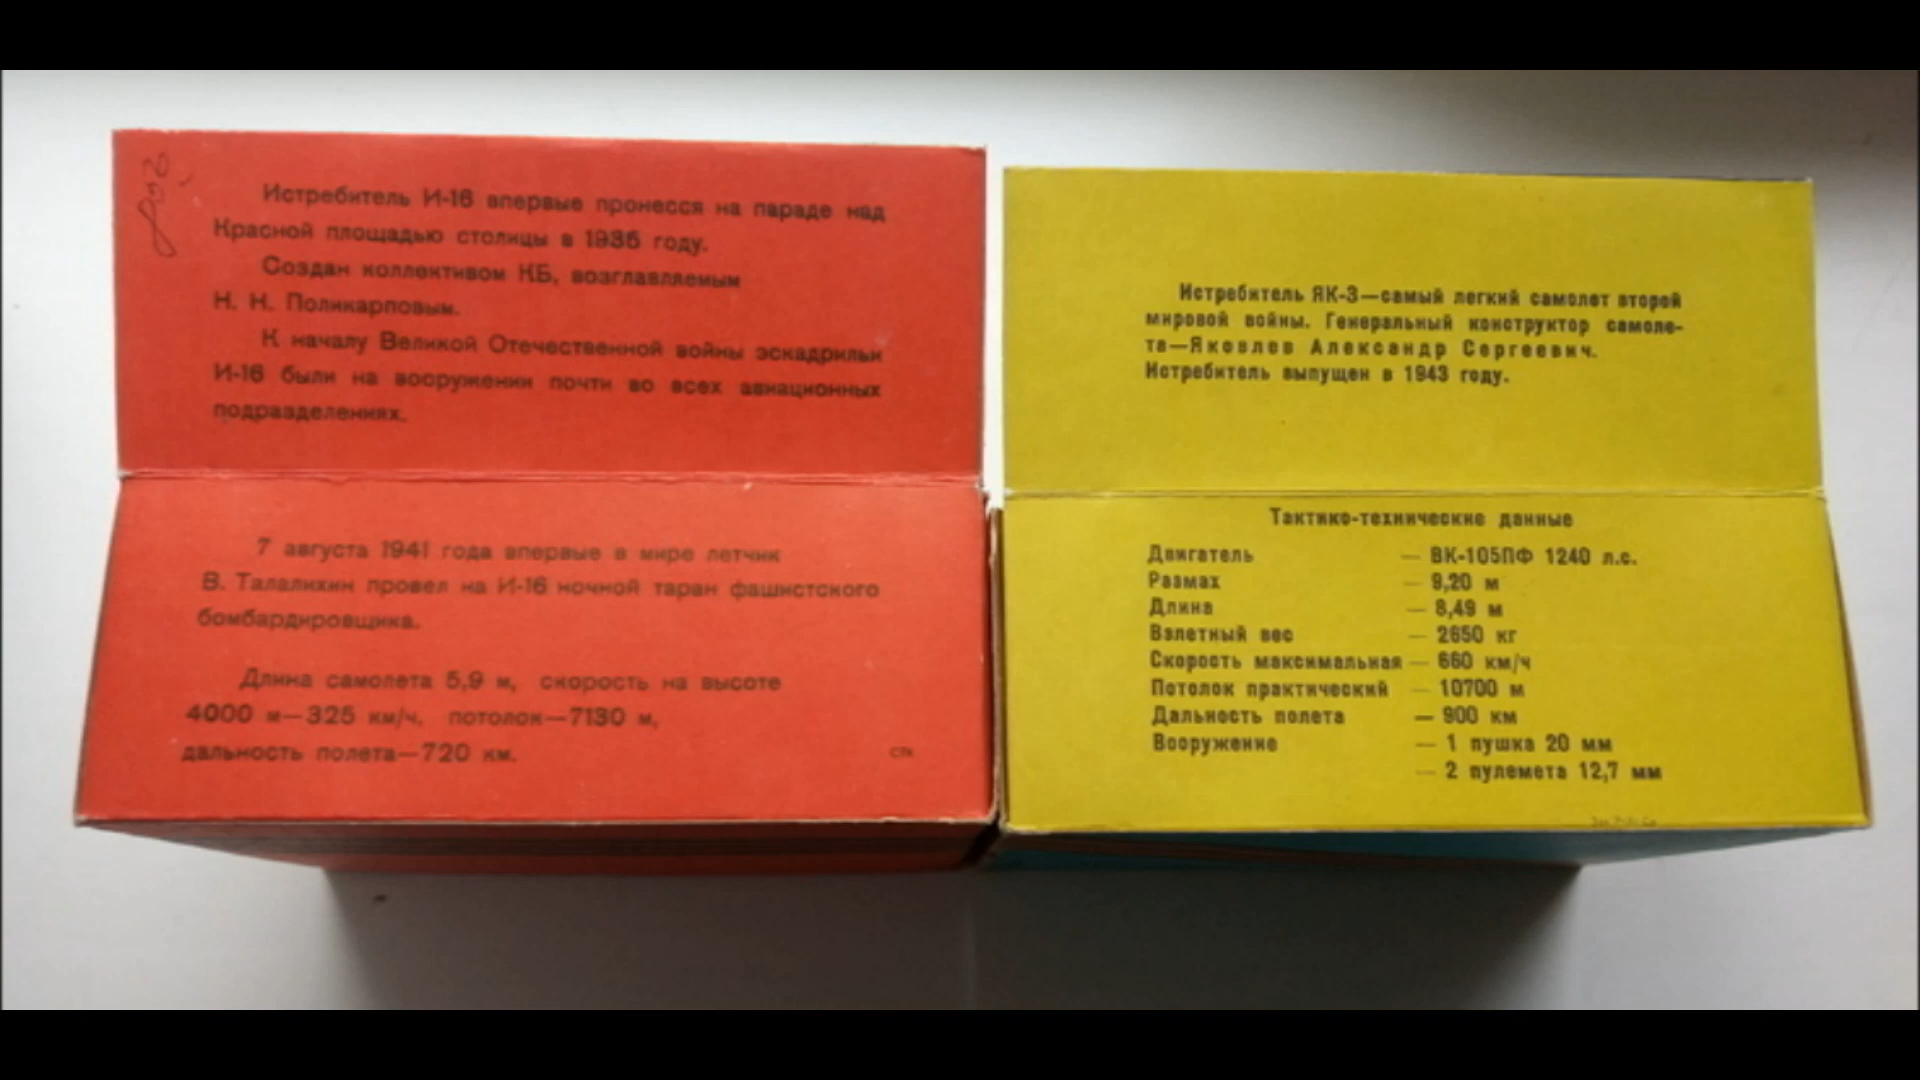 Истребитель И-16 впервые пронесся на параде над
Красной площадью столицы в 1935 году.
Создан коллективом КБ, возглавляемым
Н. Н. Поликарповым.
К началу Великой Отечественной войны эскадрильи
И-16 были на вооружении почти во всех авиационных
подразделениях.
7 августа 1941 года впервые в мире летчик
В. Талалихин провел на И-16 ночной таран фашистского
бомбардировщика.
Длина самолета 5,9 м, скорость на высоте
4000 м—325 км/ч, потолок—7130 м,
дальность полета—720 км.
Истребитель ЯК-3—самый легкий самолет второй
мировой войны. Генеральный конструктор самоле-
та—Яковлев Александр Сергеевич.
Истребитель выпущен в 1943 году.
Тактико-технические данные
Двигатель — ВК-105ПФ 1240 л.с.
Размах — 9,20 м
Длина — 8,49 м
Взлетный вес — 2650 кг
Скорость максимальная — 660 км/ч
Потолок практический — 10700 м
Дальность полета — 900 км
Вооружение — 1 пушка 20 мм
— 2 пулемета 12,7 мм